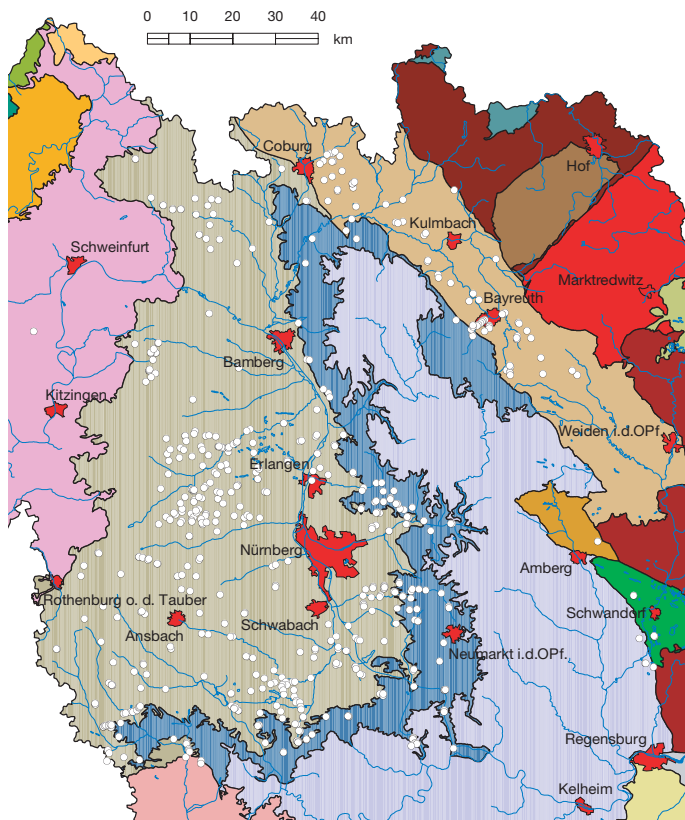 0 10 20 30 40
km
Coburg
Hof
Kulmbach
Schweinfurt
Marktredwitz
Bayreuth
Bamberg
Kitzingen
Weiden i.d.OPf.
Erlangen
Nürnberg
Amberg
Rothenburg o. d. Tauber
Schwandorf
Ansbach
Schwabach
Neumarkt i.d.OPf.
Regensburg
Kelheim